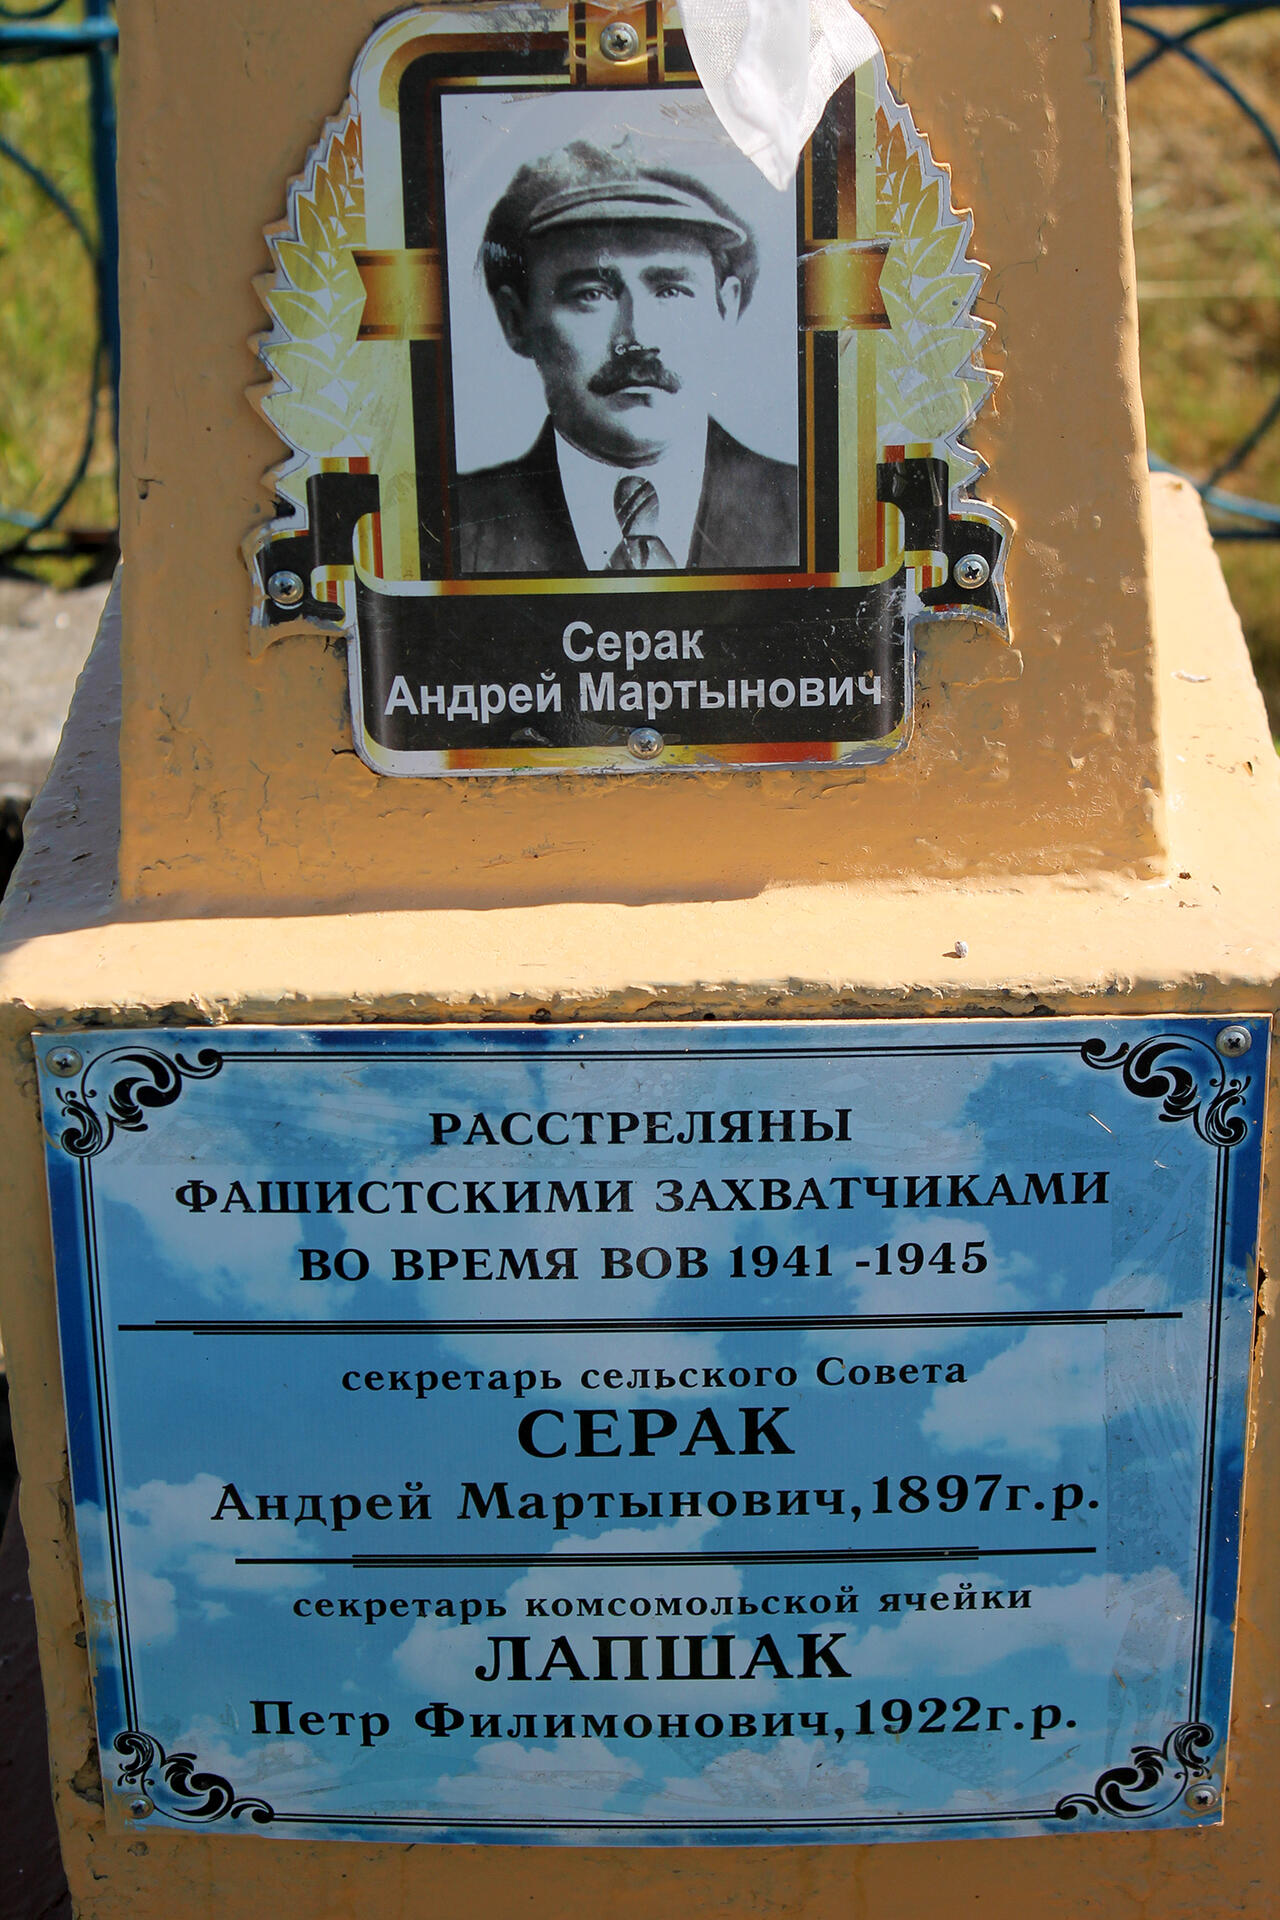 Серак
Андрей Мартынович
РАССТРЕЛЯНЫ
ФАШИСТСКИМИ ЗАХВАТЧИКАМИ
ВО ВРЕМЯ ВОВ 1941 -1945
секретарь сельского Совета
СЕРАК
Андрей Мартынович,1897г.р.
секретарь комсомольской ячейки
ЛАПШАК
Петр Филимонович,1922г.р.